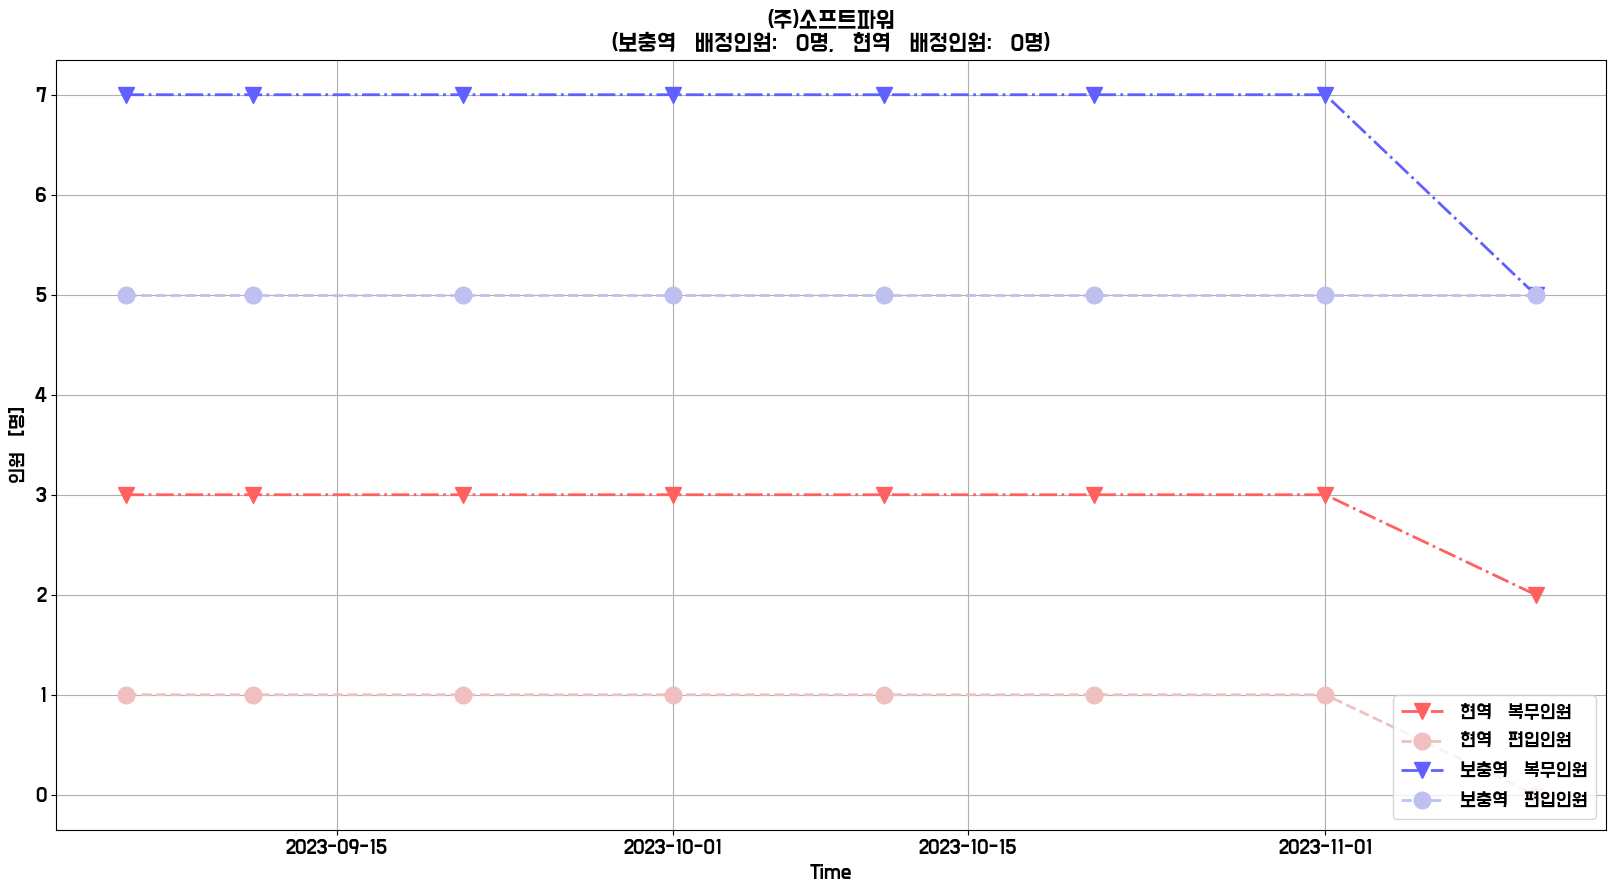 (주)소프트파워
(보충역 배정인원: 0명, 현역 배정인원: 0명)
인원 [명]
7
6
5
4
3
2
1
0
현역 복무인원
현역 편입인원
보충역 복무인원
보충역 편입인원
2023-09-15 2023-10-01 2023-10-15 2023-11-01
Time